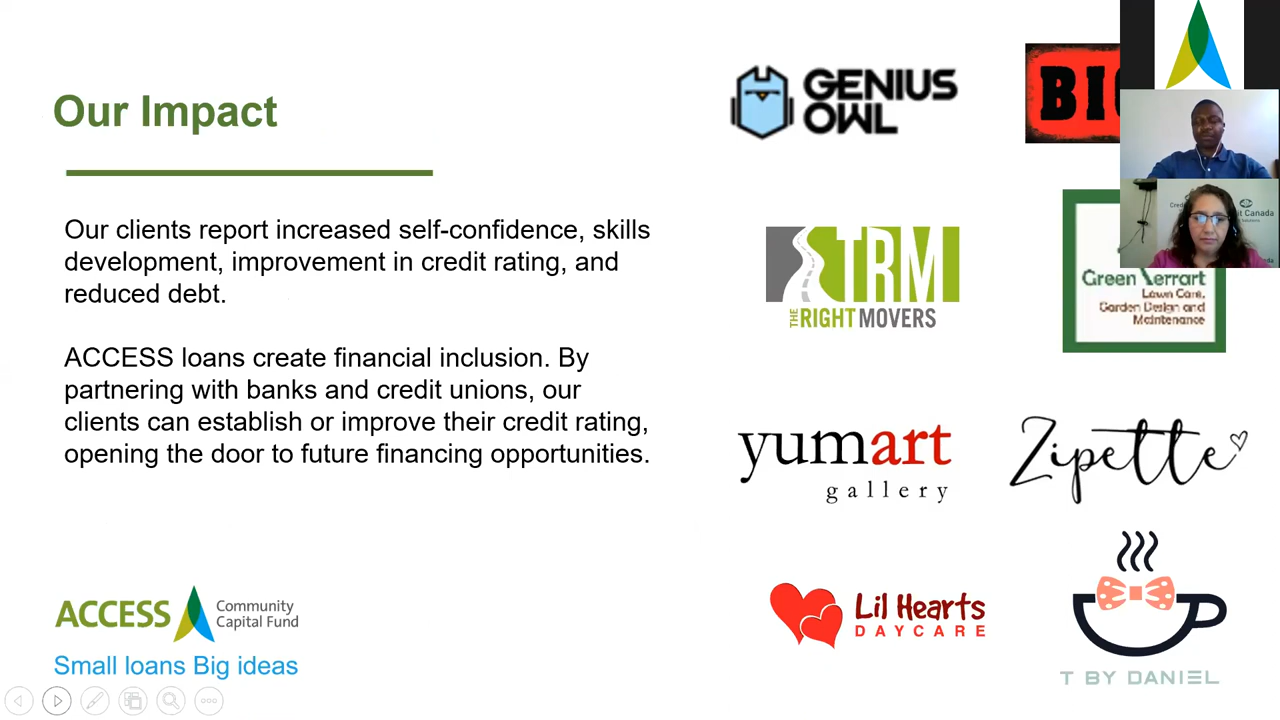 Our Impact
Our clients report increased self-confidence, skills
development, improvement in credit rating, and
reduced debt.
ACCESS loans create financial inclusion. By
partnering with banks and credit unions, our
clients can establish or improve their credit rating,
opening the door to future financing opportunities.
ACCESS
Community
Capital Fund
Small loans Big ideas
GENIUS
OWL
TRM
THE RIGHT MOVERS
Lawn Care,
Garden Design and
Maintenance
yumart
gallery
Zipette
Lil Hearts
DAYCARE
T BY DANIEL